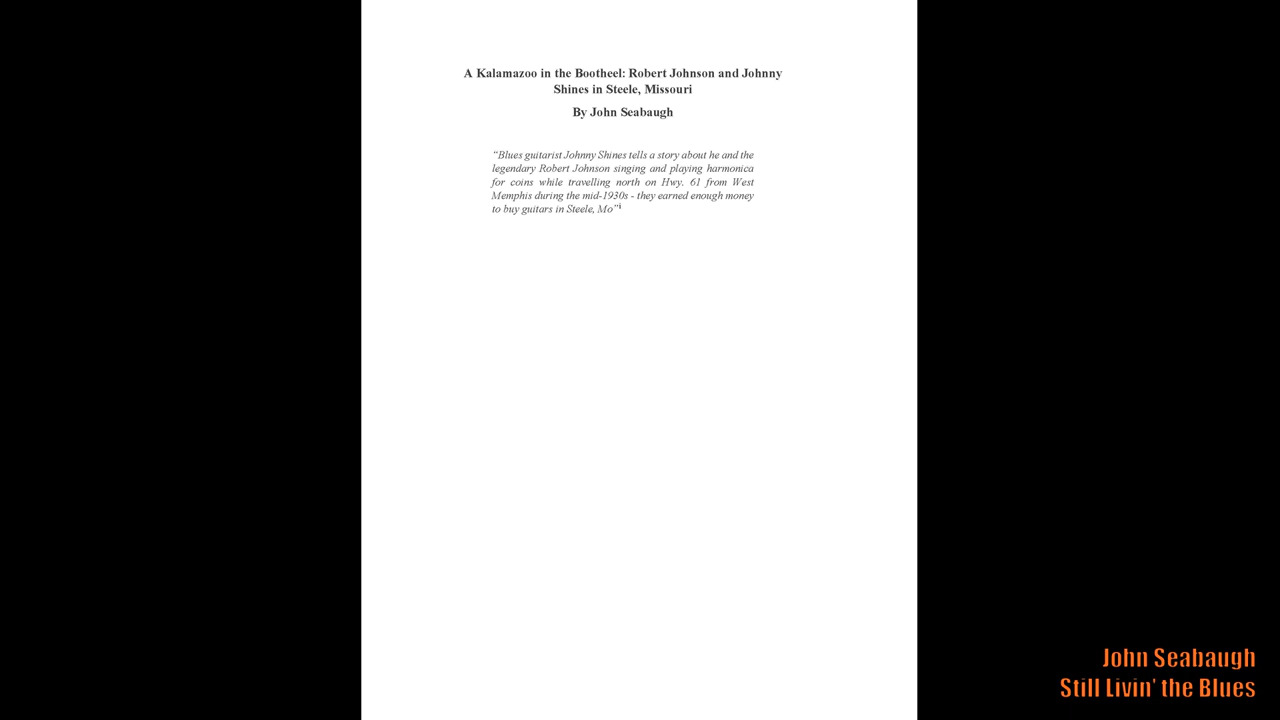 A Kalamazoo in the Bootheel: Robert Johnson and Johnny
Shines in Steele, Missouri
By John Seabaugh
“Blues guitarist Johnny Shines tells a story about he and the
legendary Robert Johnson singing and playing harmonica
for coins while travelling north on Hwy. 61 from West
Memphis during the mid-1930s - they earned enough money
to buy guitars in Steele, Mo”i
John Seabaugh
Still Livin' the Blues